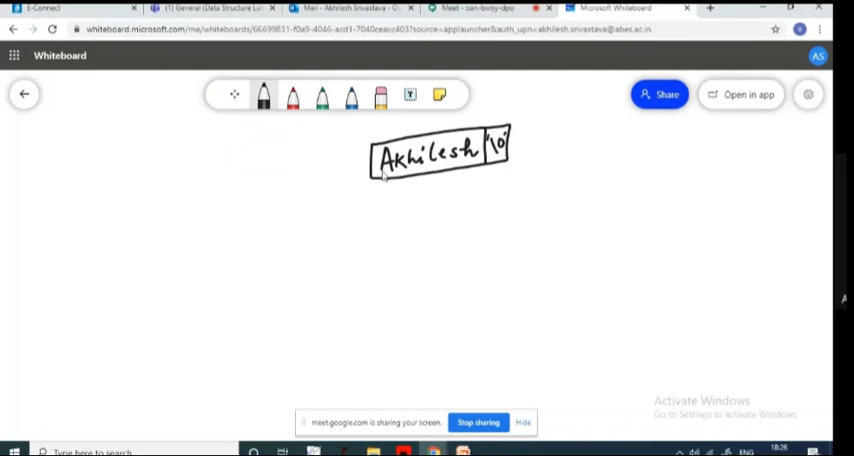 E-Connect
(1) General (Data Structure Lab
Mail - Akhilesh Srivastava - O
Meet - oan-bwby-dpo
Microsoft Whiteboard
whiteboard.microsoft.com/me/whiteboards/66699831-f0a9-4046-acd1-7040ceacc403?source=applauncher&auth_upn=akhilesh.srivastava@abes.ac.in
Whiteboard
AS
T
Share
Open in app
Akhilesh '\0'
Activate Windows
Go to Settings to activate Windows.
meet.google.com is sharing your screen.
Stop sharing
Hide
A
Type here to search
ENG
18:26